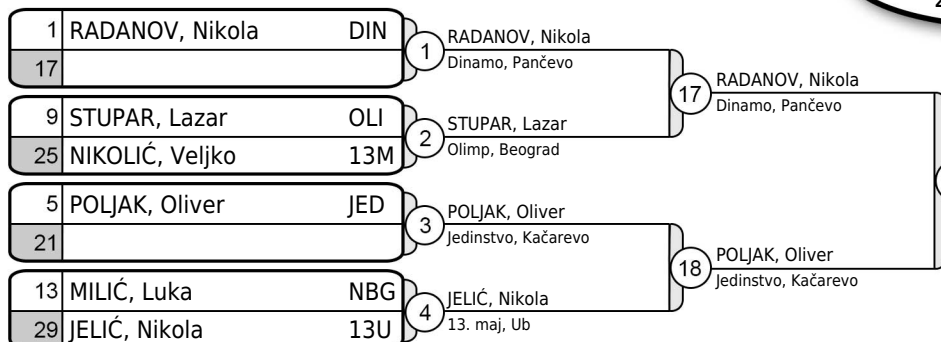 1 RADANOV, Nikola DIN
17
9 STUPAR, Lazar OLI
25 NIKOLIĆ, Veljko 13M
5 POLJAK, Oliver JED
21
13 MILIĆ, Luka NBG
29 JELIĆ, Nikola 13U
1
RADANOV, Nikola
Dinamo, Pančevo
2
STUPAR, Lazar
Olimp, Beograd
3
POLJAK, Oliver
Jedinstvo, Kačarevo
4
JELIĆ, Nikola
13. maj, Ub
17
RADANOV, Nikola
Dinamo, Pančevo
18
POLJAK, Oliver
Jedinstvo, Kačarevo